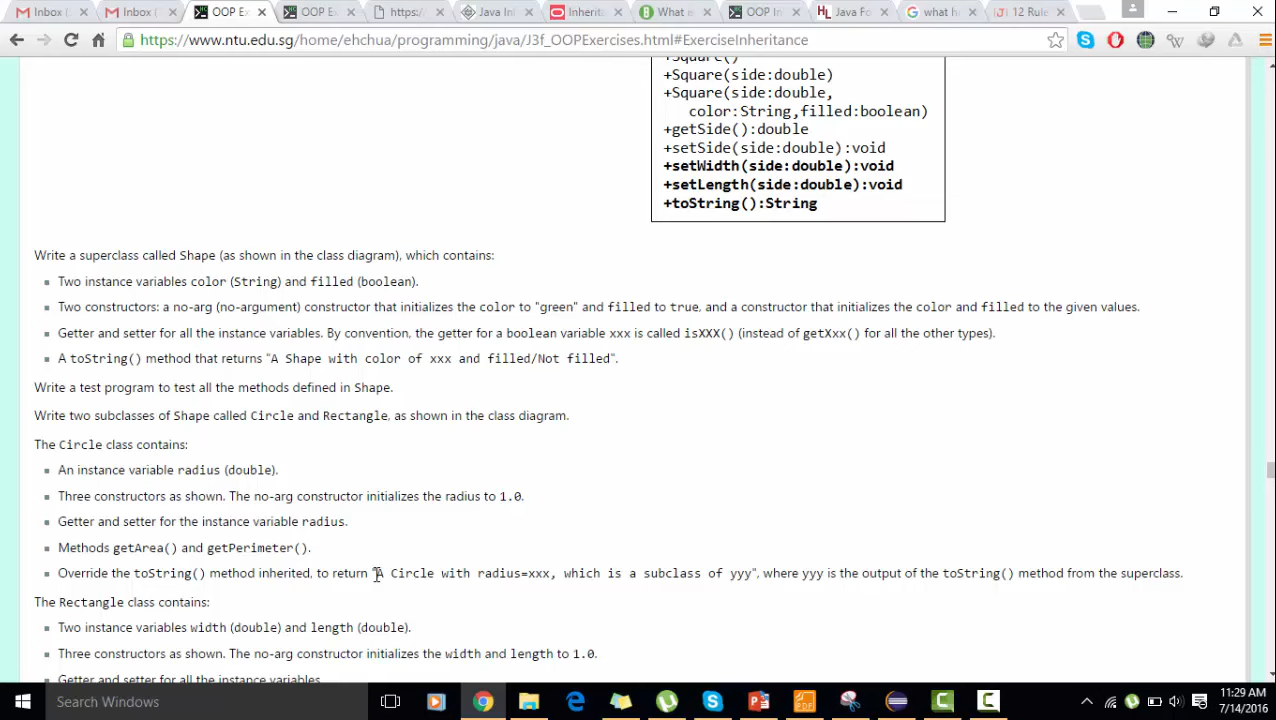 Inbox (
Inbox (
OOP E
OOP E
https:/
Java In
Inherit
What is
OOP In
Java Fo
what h
12 Rule
https://www.ntu.edu.sg/home/ehchua/programming/java/J3f_OOPExercises.html#ExerciseInheritance
+Square()
+Square(side:double)
+Square(side:double,
color:String,filled:boolean)
+getSide():double
+setSide(side:double):void
+setWidth(side:double):void
+setLength(side:double):void
+toString():String
Write a superclass called Shape (as shown in the class diagram), which contains:
Two instance variables color (String) and filled (boolean).
Two constructors: a no-arg (no-argument) constructor that initializes the color to "green" and filled to true, and a constructor that initializes the color and filled to the given values.
Getter and setter for all the instance variables. By convention, the getter for a boolean variable xxx is called isXXX() (instead of getXxx() for all the other types).
A toString() method that returns "A Shape with color of xxx and filled/Not filled".
Write a test program to test all the methods defined in Shape.
Write two subclasses of Shape called Circle and Rectangle, as shown in the class diagram.
The Circle class contains:
An instance variable radius (double).
Three constructors as shown. The no-arg constructor initializes the radius to 1.0.
Getter and setter for the instance variable radius.
Methods getArea() and getPerimeter().
Override the toString() method inherited, to return "A Circle with radius=xxx, which is a subclass of yyy", where yyy is the output of the toString() method from the superclass.
The Rectangle class contains:
Two instance variables width (double) and length (double).
Three constructors as shown. The no-arg constructor initializes the width and length to 1.0.
Getter and setter for all the instance variables.
Search Windows
11:29 AM
7/14/2016